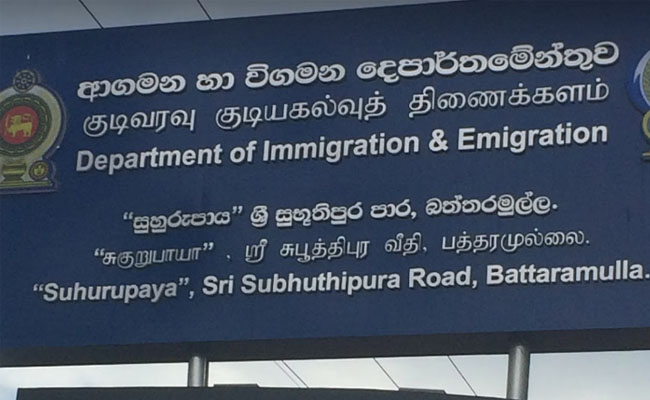 ආගමන හා විගමන දෙපාර්තමේන්තුව
குடிவரவு குடியகல்வுத் திணைக்களம்
Department of Immigration & Emigration
"සුහුරුපාය" ශ්‍රී සුභූතිපුර පාර, බත්තරමුල්ල.
"சுகுறுபாயா" , ஸ்ரீ சுபூத்திபுர வீதி, பத்தரமுல்லை.
"Suhurupaya", Sri Subhuthipura Road, Battaramulla.